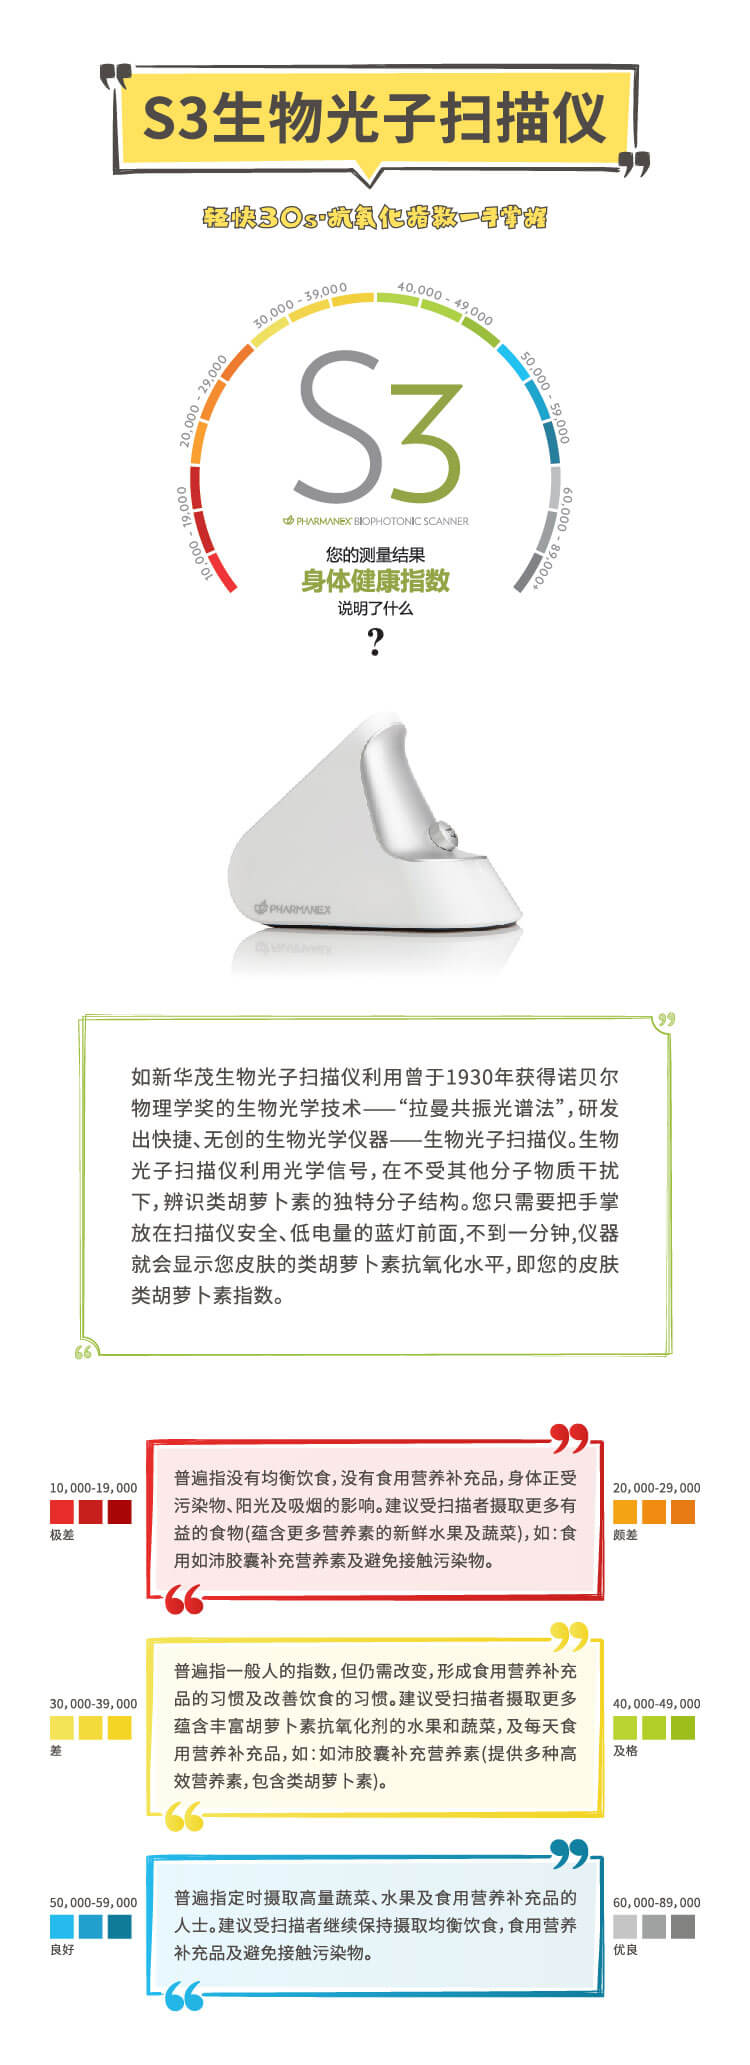 S3生物光子扫描仪
轻快30s·抗氧化指数一手掌握
10,000 - 19,000
20,000 - 29,000
30,000 - 39,000
40,000 - 49,000
50,000 - 59,000
60,000 - 89,000+
S3
PHARMANEX BIOPHOTONIC SCANNER
您的测量结果
身体健康指数
说明了什么
?
PHARMANEX
如新华茂生物光子扫描仪利用曾于1930年获得诺贝尔
物理学奖的生物光学技术——“拉曼共振光谱法”，研发
出快捷、无创的生物光学仪器——生物光子扫描仪。生物
光子扫描仪利用光学信号，在不受其他分子物质干扰
下，辨识类胡萝卜素的独特分子结构。您只需要把手掌
放在扫描仪安全、低电量的蓝灯前面,不到一分钟,仪器
就会显示您皮肤的类胡萝卜素抗氧化水平，即您的皮肤
类胡萝卜素指数。
10,000-19,000
极差
普遍指没有均衡饮食，没有食用营养补充品，身体正受
污染物、阳光及吸烟的影响。建议受扫描者摄取更多有
益的食物(蕴含更多营养素的新鲜水果及蔬菜)，如：食
用如沛胶囊补充营养素及避免接触污染物。
20,000-29,000
颇差
30,000-39,000
差
普遍指一般人的指数，但仍需改变，形成食用营养补充
品的习惯及改善饮食的习惯。建议受扫描者摄取更多
蕴含丰富胡萝卜素抗氧化剂的水果和蔬菜，及每天食
用营养补充品，如：如沛胶囊补充营养素(提供多种高
效营养素，包含类胡萝卜素)。
40,000-49,000
及格
50,000-59,000
良好
普遍指定时摄取高量蔬菜、水果及食用营养补充品的
人士。建议受扫描者继续保持摄取均衡饮食，食用营养
补充品及避免接触污染物。
60,000-89,000
优良